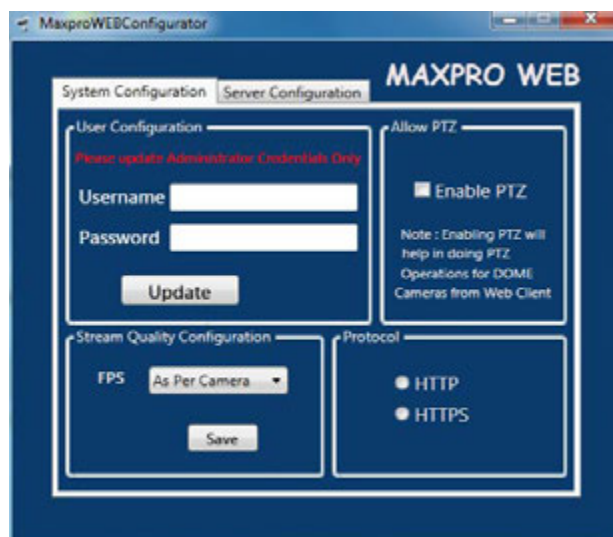 MaxproWEBConfigurator
MAXPRO WEB
System Configuration
Server Configuration
User Configuration
Please update Administrator Credentials Only
Username
Password
Update
Allow PTZ
Enable PTZ
Note : Enabling PTZ will
help in doing PTZ
Operations for DOME
Cameras from Web Client
Stream Quality Configuration
FPS
As Per Camera
Save
Protocol
HTTP
HTTPS